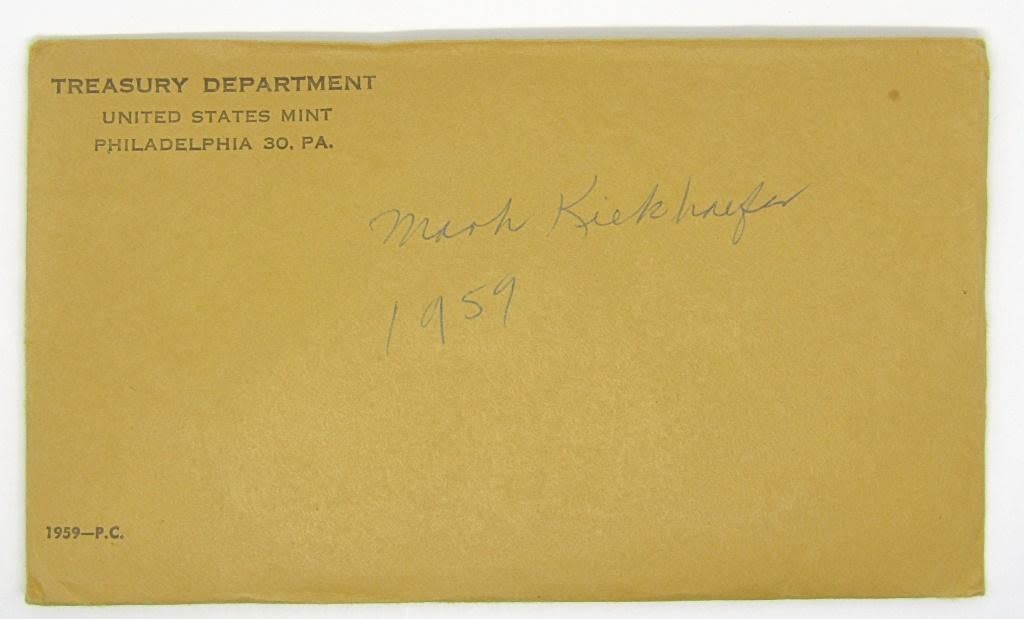 TREASURY DEPARTMENT
UNITED STATES MINT
PHILADELPHIA 30, PA.
Mark Kiekhaefer
1959
1959—P.C.